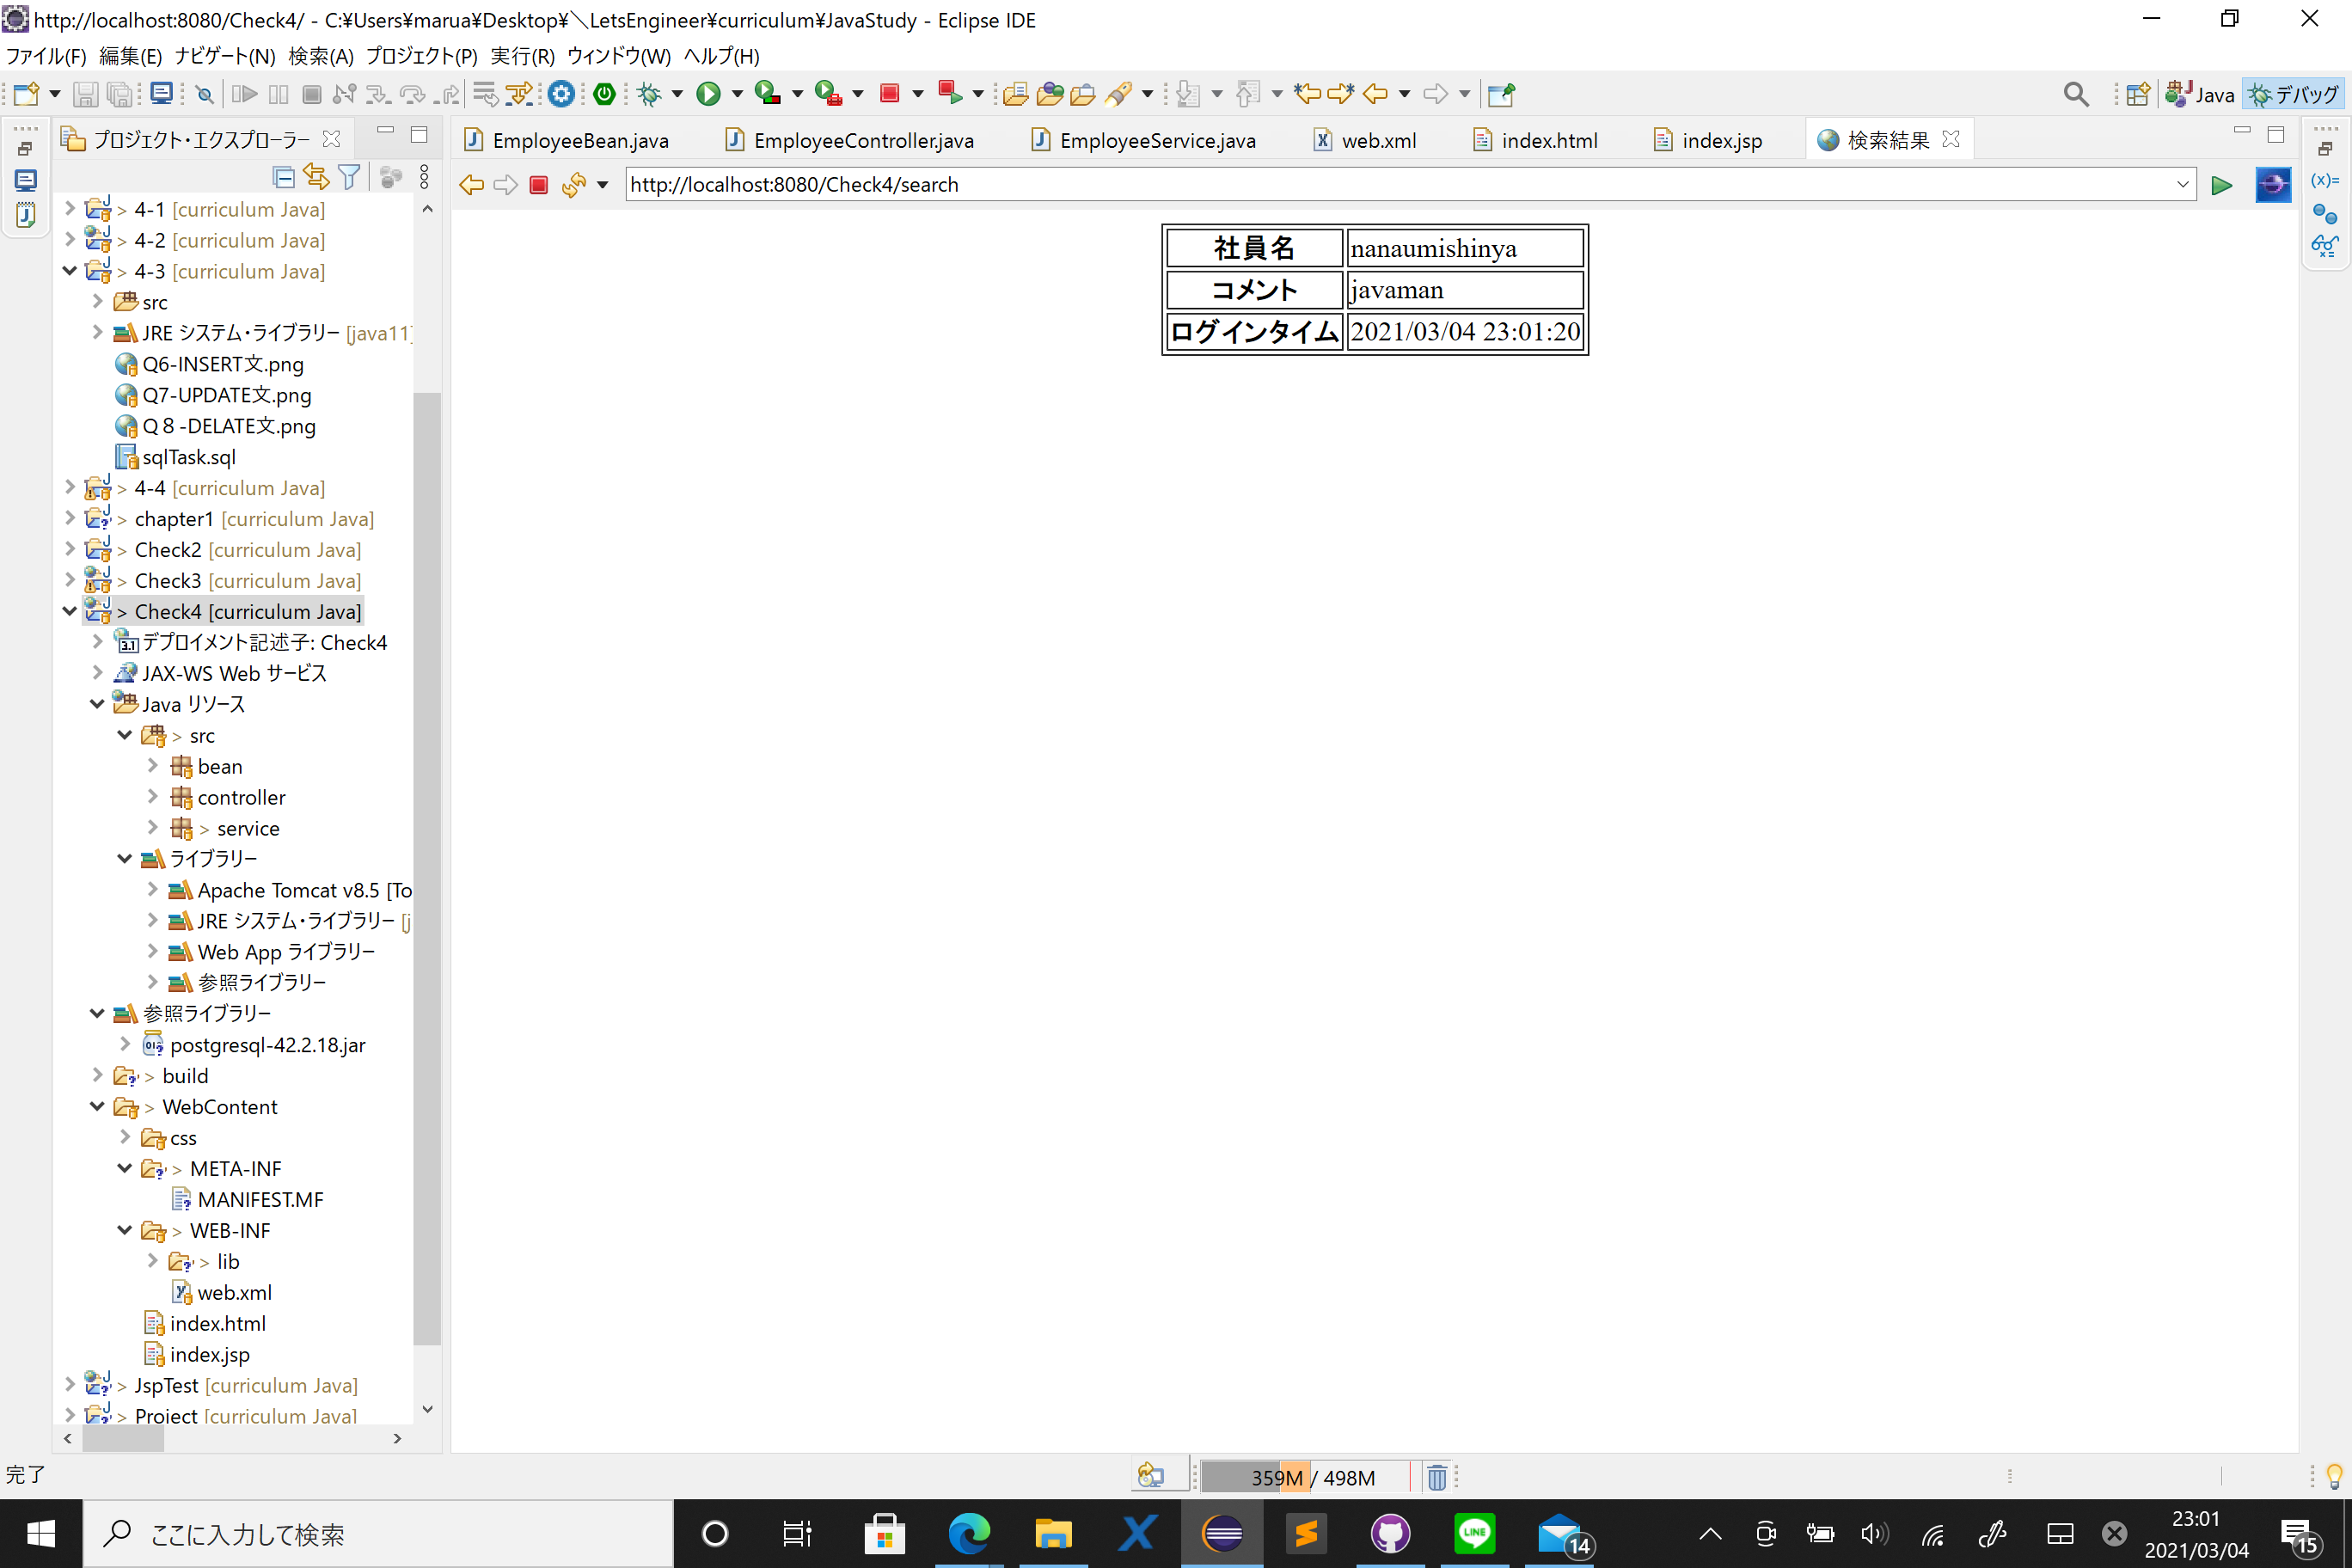 http://localhost:8080/Check4/ - C:¥Users¥marua¥Desktop¥＼LetsEngineer¥curriculum¥JavaStudy - Eclipse IDE
ファイル(F) 編集(E) ナビゲート(N) 検索(A) プロジェクト(P) 実行(R) ウィンドウ(W) ヘルプ(H)
Java デバッグ
プロジェクト・エクスプローラー
EmployeeBean.java EmployeeController.java EmployeeService.java web.xml index.html index.jsp 検索結果
http://localhost:8080/Check4/search
社員名 nanaumishinya
コメント javaman
ログインタイム 2021/03/04 23:01:20
> 4-1 [curriculum Java]
> 4-2 [curriculum Java]
> 4-3 [curriculum Java]
src
JRE システム・ライブラリー [java11]
Q6-INSERT文.png
Q7-UPDATE文.png
Q８-DELATE文.png
sqlTask.sql
> 4-4 [curriculum Java]
> chapter1 [curriculum Java]
> Check2 [curriculum Java]
> Check3 [curriculum Java]
> Check4 [curriculum Java]
デプロイメント記述子: Check4
JAX-WS Web サービス
Java リソース
> src
bean
controller
> service
ライブラリー
Apache Tomcat v8.5 [To
JRE システム・ライブラリー [j
Web App ライブラリー
参照ライブラリー
参照ライブラリー
postgresql-42.2.18.jar
> build
> WebContent
css
> META-INF
MANIFEST.MF
> WEB-INF
> lib
web.xml
index.html
index.jsp
> JspTest [curriculum Java]
> Project [curriculum Java]
完了
359M / 498M
ここに入力して検索
LINE
14
23:01
2021/03/04
15